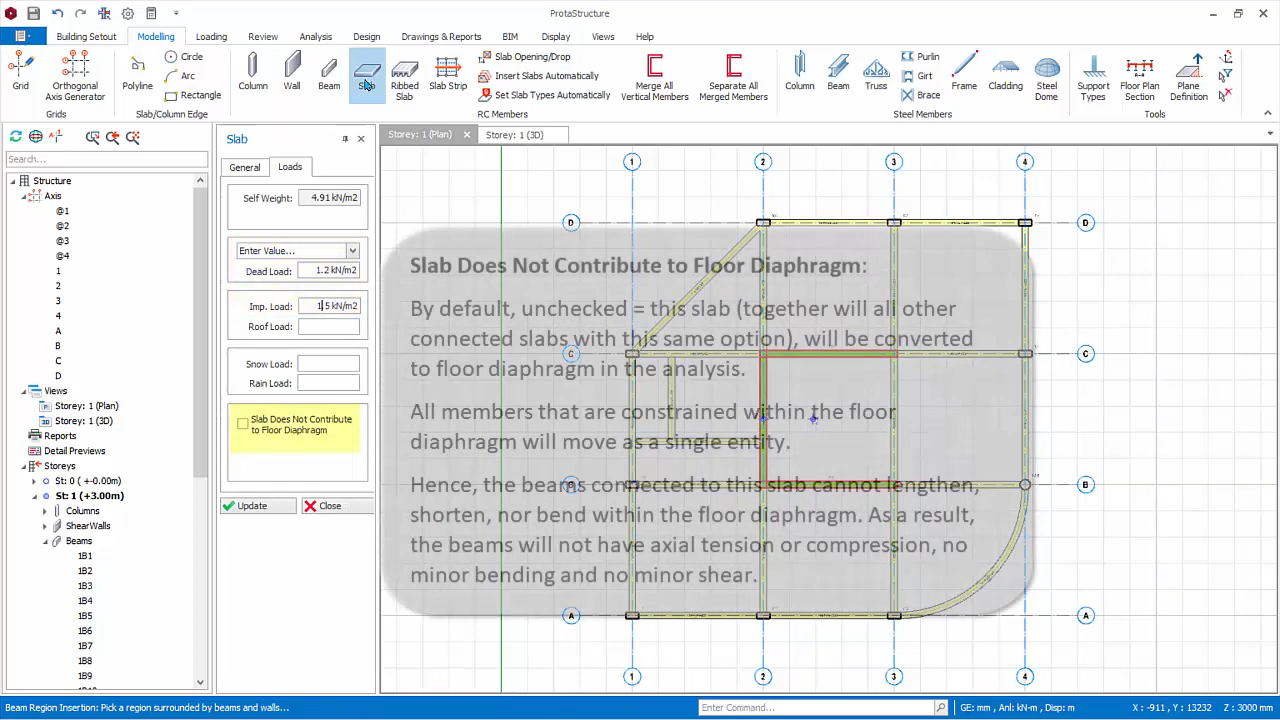 ProtaStructure
Building Setout
Modelling
Loading
Review
Analysis
Design
Drawings & Reports
BIM
Display
Views
Help
Grid
Orthogonal
Axis Generator
Grids
Polyline
Circle
Arc
Rectangle
Slab/Column Edge
Column
Wall
Beam
Slab
Ribbed
Slab
Slab Strip
Slab Opening/Drop
Insert Slabs Automatically
Set Slab Types Automatically
RC Members
Merge All
Vertical Members
Separate All
Merged Members
Column
Beam
Truss
Purlin
Girt
Brace
Frame
Cladding
Steel
Dome
Steel Members
Support
Types
Floor Plan
Section
Plane
Definition
Tools
Search...
Structure
Axis
@1
@2
@3
@4
1
2
3
4
A
B
C
D
Views
Storey: 1 (Plan)
Storey: 1 (3D)
Reports
Detail Previews
Storeys
St: 0 (+-0.00m)
St: 1 (+3.00m)
Columns
ShearWalls
Beams
1B1
1B2
1B3
1B4
1B5
1B6
1B7
1B8
1B9
Slab
General
Loads
Self Weight: 4.91 kN/m2
Enter Value...
Dead Load: 1.2 kN/m2
Imp. Load: 1.5 kN/m2
Roof Load:
Snow Load:
Rain Load:
Slab Does Not Contribute
to Floor Diaphragm
Update
Close
Storey: 1 (Plan)
Storey: 1 (3D)
1 2 3 4
D D
C C
B B
A A
1 2 3 4
Slab Does Not Contribute to Floor Diaphragm:
By default, unchecked = this slab (together will all other
connected slabs with this same option), will be converted
to floor diaphragm in the analysis.
All members that are constrained within the floor
diaphragm will move as a single entity.
Hence, the beams connected to this slab cannot lengthen,
shorten, nor bend within the floor diaphragm. As a result,
the beams will not have axial tension or compression, no
minor bending and no minor shear.
Beam Region Insertion: Pick a region surrounded by beams and walls...
Enter Command...
GE: mm , Anl: kN-m , Disp: m
X : -911, Y : 13232
Z : 3000 mm